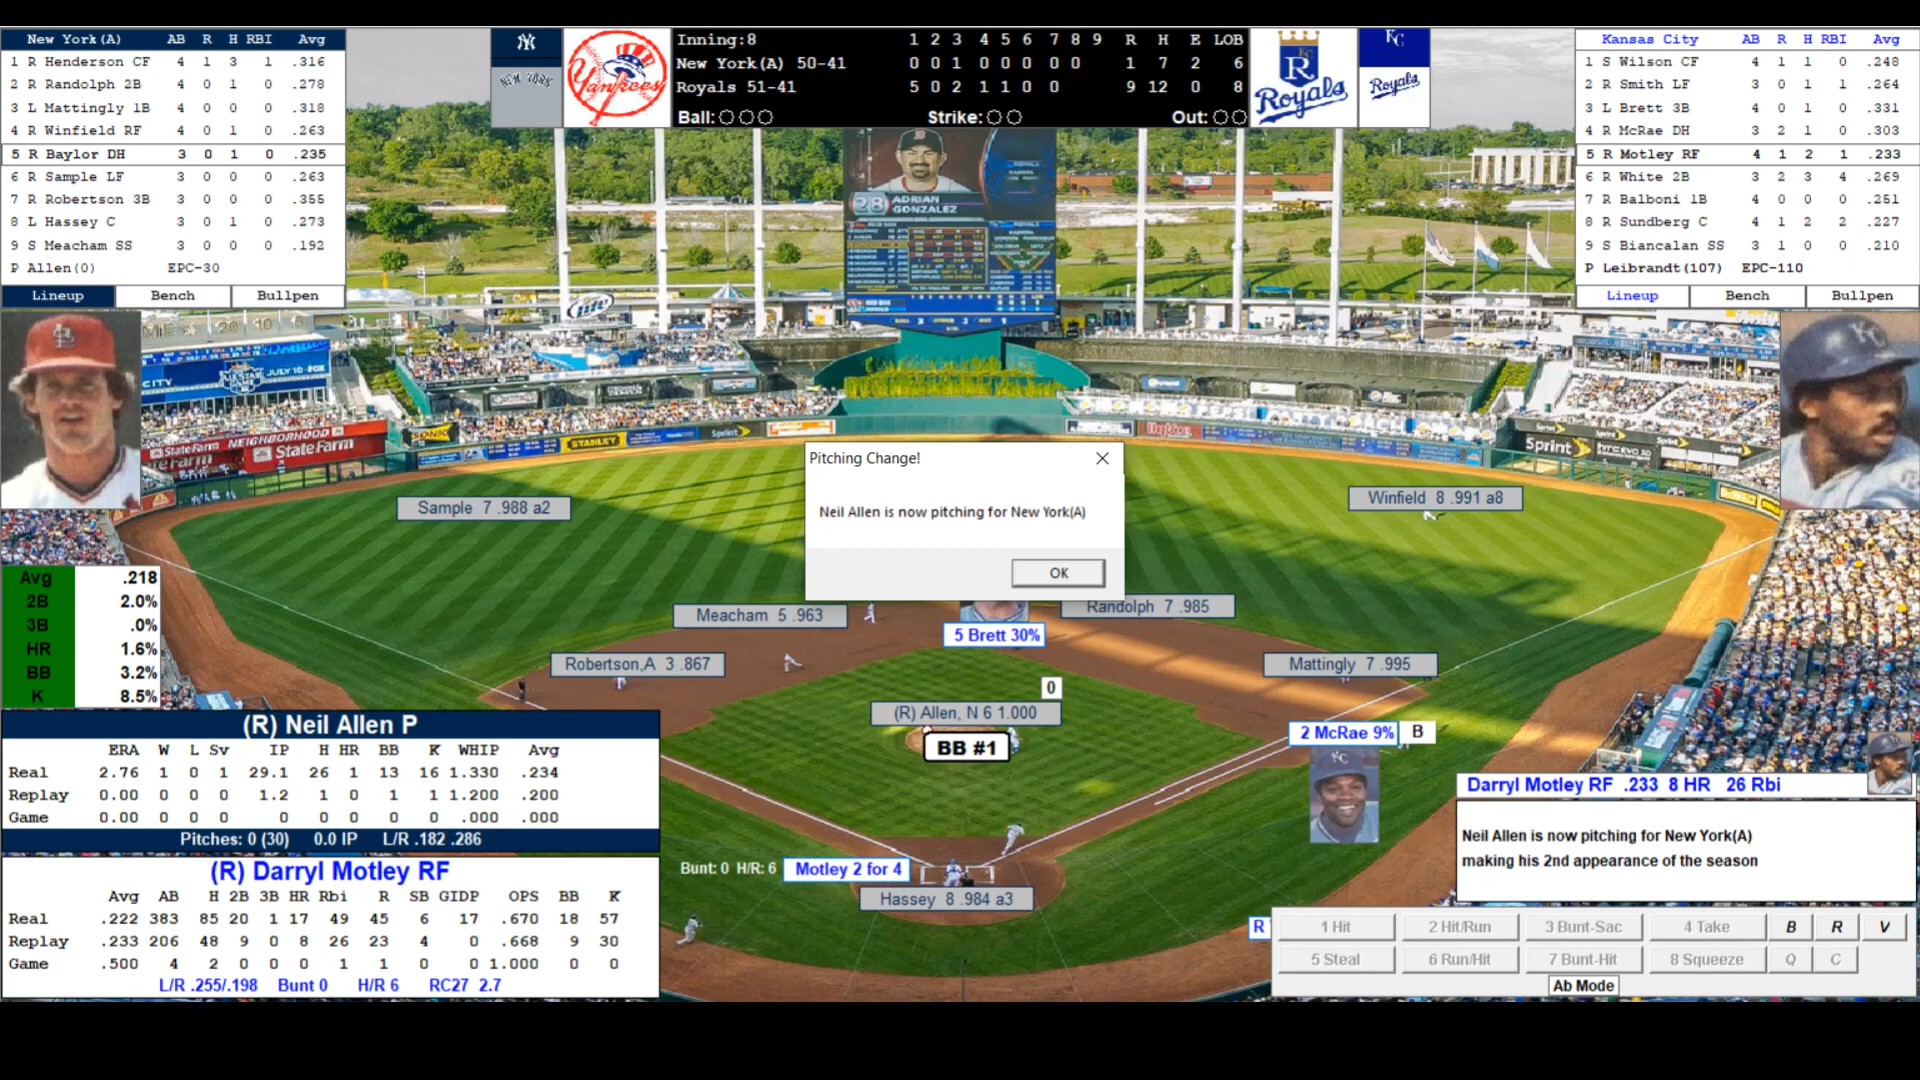 New York(A) AB R H RBI Avg
1 R Henderson CF 4 1 3 1 .316
2 R Randolph 2B 4 0 1 0 .278
3 L Mattingly 1B 4 0 0 0 .318
4 R Winfield RF 4 0 1 0 .263
5 R Baylor DH 3 0 1 0 .235
6 R Sample LF 3 0 0 0 .263
7 R Robertson 3B 3 0 0 0 .355
8 L Hassey C 3 0 1 0 .273
9 S Meacham SS 3 0 0 0 .192
P Allen(0) EPC-30
Lineup Bench Bullpen
NEW YORK
Yankees
Inning:8 1 2 3 4 5 6 7 8 9 R H E LOB
New York(A) 50-41 0 0 1 0 0 0 0 0 1 7 2 6
Royals 51-41 5 0 2 1 1 0 0 9 12 0 8
Ball: Strike: Out:
R
Royals
KC
Royals
Kansas City AB R H RBI Avg
1 S Wilson CF 4 1 1 0 .248
2 R Smith LF 3 0 1 1 .264
3 L Brett 3B 4 0 1 0 .331
4 R McRae DH 3 2 1 0 .303
5 R Motley RF 4 1 2 1 .233
6 R White 2B 3 2 3 4 .269
7 R Balboni 1B 4 0 0 0 .251
8 R Sundberg C 4 1 2 2 .227
9 S Biancalan SS 3 1 0 0 .210
P Leibrandt(107) EPC-110
Lineup Bench Bullpen
28 ADRIAN
GONZALEZ
CITY
JULY 10 FOX
NEIGHBORHOOD
State Farm
State Farm
SONIC
STANLEY
Sprint
Sprint
Pitching Change!
Neil Allen is now pitching for New York(A)
OK
Sample 7 .988 a2
Winfield 8 .991 a8
Meacham 5 .963
Randolph 7 .985
5 Brett 30%
Robertson,A 3 .867
Mattingly 7 .995
0
(R) Allen, N 6 1.000
BB #1
2 McRae 9% B
Avg .218
2B 2.0%
3B .0%
HR 1.6%
BB 3.2%
K 8.5%
(R) Neil Allen P
ERA W L Sv IP H HR BB K WHIP Avg
Real 2.76 1 0 1 29.1 26 1 13 16 1.330 .234
Replay 0.00 0 0 0 1.2 1 0 1 1 1.200 .200
Game 0.00 0 0 0 0 0 0 0 0 .000 .000
Pitches: 0 (30) 0.0 IP L/R .182 .286
(R) Darryl Motley RF
Avg AB H 2B 3B HR Rbi R SB GIDP OPS BB K
Real .222 383 85 20 1 17 49 45 6 17 .670 18 57
Replay .233 206 48 9 0 8 26 23 4 0 .668 9 30
Game .500 4 2 0 0 0 1 1 0 0 1.000 0 0
L/R .255/.198 Bunt 0 H/R 6 RC27 2.7
Bunt: 0 H/R: 6 Motley 2 for 4
Hassey 8 .984 a3
Darryl Motley RF .233 8 HR 26 Rbi
Neil Allen is now pitching for New York(A)
making his 2nd appearance of the season
R 1 Hit 2 Hit/Run 3 Bunt-Sac 4 Take B R V
5 Steal 6 Run/Hit 7 Bunt-Hit 8 Squeeze Q C
Ab Mode